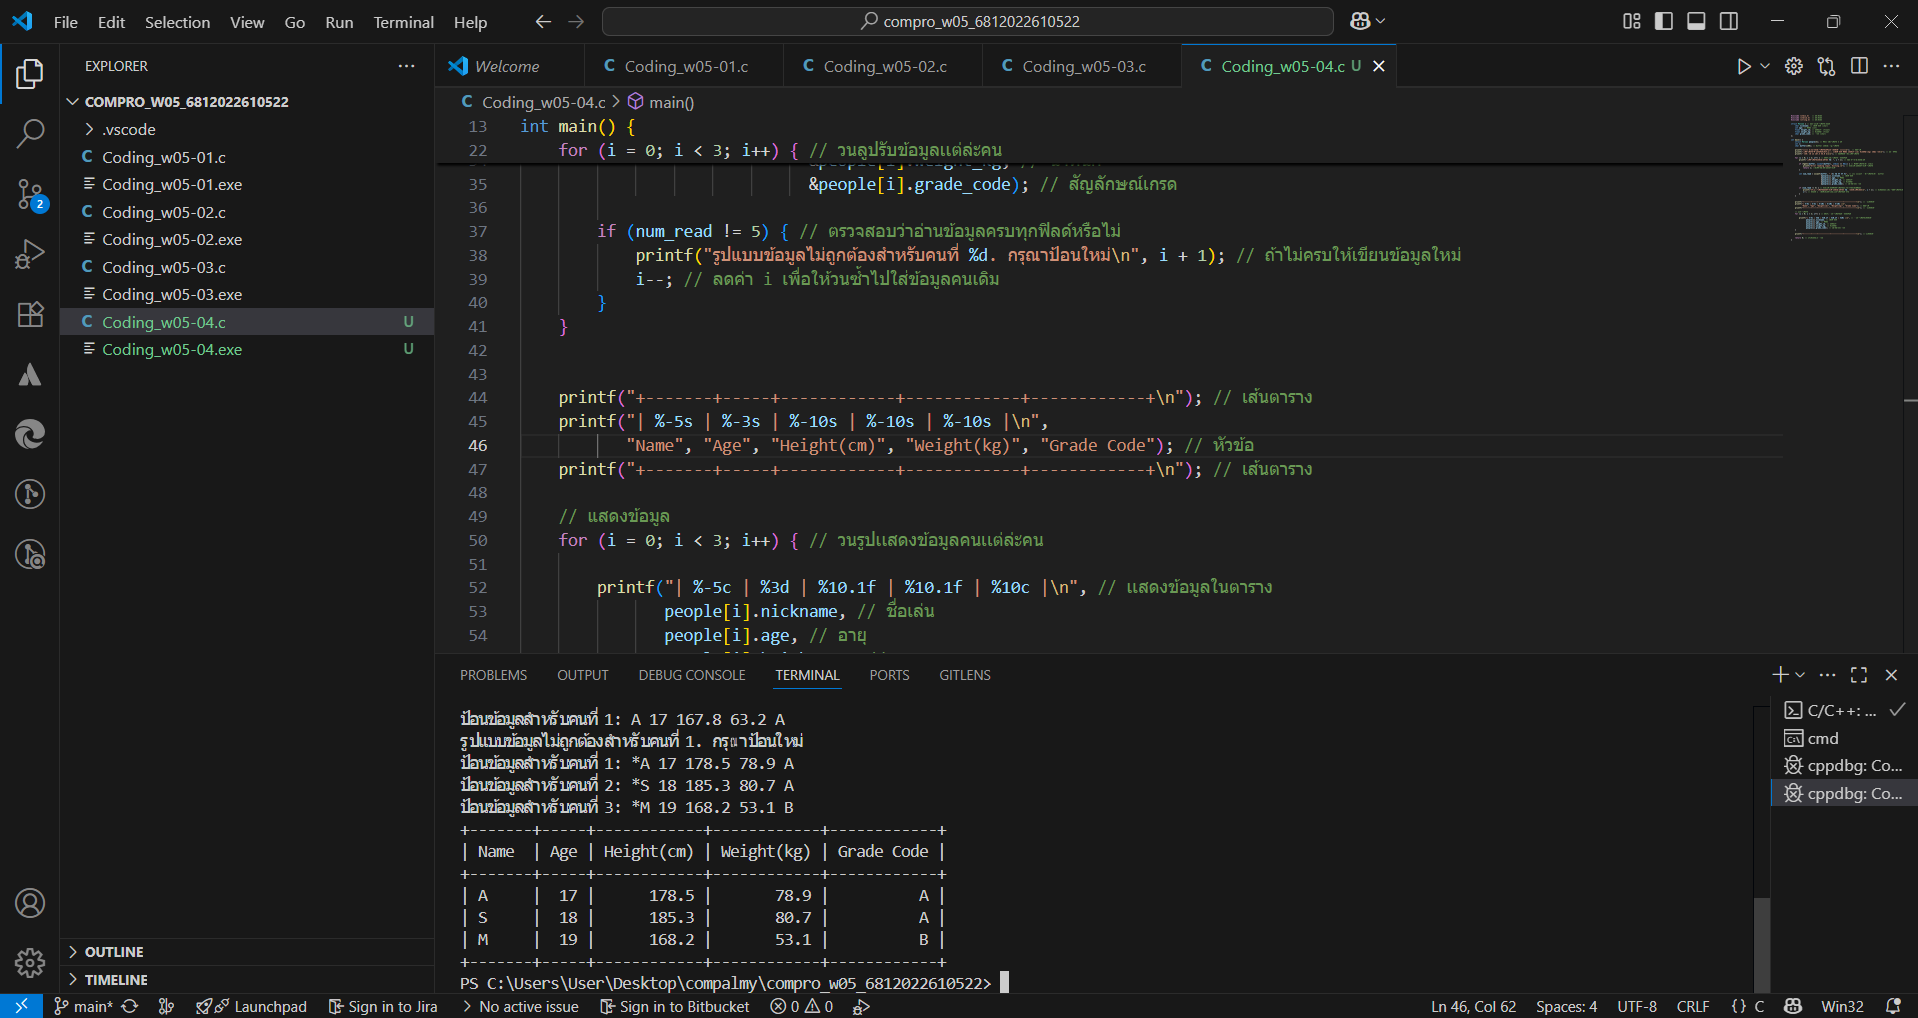 File Edit Selection View Go Run Terminal Help
compro_w05_6812022610522
EXPLORER
Welcome
Coding_w05-01.c
Coding_w05-02.c
Coding_w05-03.c
Coding_w05-04.c U
COMPRO_W05_6812022610522
.vscode
Coding_w05-01.c
Coding_w05-01.exe
Coding_w05-02.c
Coding_w05-02.exe
Coding_w05-03.c
Coding_w05-03.exe
Coding_w05-04.c U
Coding_w05-04.exe U
2
OUTLINE
TIMELINE
Coding_w05-04.c > main()
13 int main() {
22 for (i = 0; i < 3; i++) { // วนลูปรับข้อมูลแต่ล่ะคน
35 &people[i].grade_code); // สัญลักษณ์เกรด
36
37 if (num_read != 5) { // ตรวจสอบว่าอ่านข้อมูลครบทุกฟิลด์หรือไม่
38 printf("รูปแบบข้อมูลไม่ถูกต้องสำหรับคนที่ %d. กรุณาป้อนใหม่\n", i + 1); // ถ้าไม่ครบให้เขียนข้อมูลใหม่
39 i--; // ลดค่า i เพื่อให้วนซ้ำไปใส่ข้อมูลคนเดิม
40 }
41 }
42
43
44 printf("+-------+-----+------------+------------+------------+\n"); // เส้นตาราง
45 printf("| %-5s | %-3s | %-10s | %-10s | %-10s |\n",
46 "Name", "Age", "Height(cm)", "Weight(kg)", "Grade Code"); // หัวข้อ
47 printf("+-------+-----+------------+------------+------------+\n"); // เส้นตาราง
48
49 // แสดงข้อมูล
50 for (i = 0; i < 3; i++) { // วนรูปแสดงข้อมูลคนแต่ล่ะคน
51
52 printf("| %-5c | %3d | %10.1f | %10.1f | %10c |\n", // แสดงข้อมูลในตาราง
53 people[i].nickname, // ชื่อเล่น
54 people[i].age, // อายุ
PROBLEMS OUTPUT DEBUG CONSOLE TERMINAL PORTS GITLENS
ป้อนข้อมูลสำหรับคนที่ 1: A 17 167.8 63.2 A
รูปแบบข้อมูลไม่ถูกต้องสำหรับคนที่ 1. กรุณาป้อนใหม่
ป้อนข้อมูลสำหรับคนที่ 1: *A 17 178.5 78.9 A
ป้อนข้อมูลสำหรับคนที่ 2: *S 18 185.3 80.7 A
ป้อนข้อมูลสำหรับคนที่ 3: *M 19 168.2 53.1 B
+-------+-----+------------+------------+------------+
| Name | Age | Height(cm) | Weight(kg) | Grade Code |
+-------+-----+------------+------------+------------+
| A | 17 | 178.5 | 78.9 | A |
| S | 18 | 185.3 | 80.7 | A |
| M | 19 | 168.2 | 53.1 | B |
+-------+-----+------------+------------+------------+
PS C:\Users\User\Desktop\compalmy\compro_w05_6812022610522>
C/C++: ...
cmd
cppdbg: Co...
cppdbg: Co...
main* Launchpad Sign in to Jira No active issue Sign in to Bitbucket 0 0
Ln 46, Col 62 Spaces: 4 UTF-8 CRLF {} C Win32